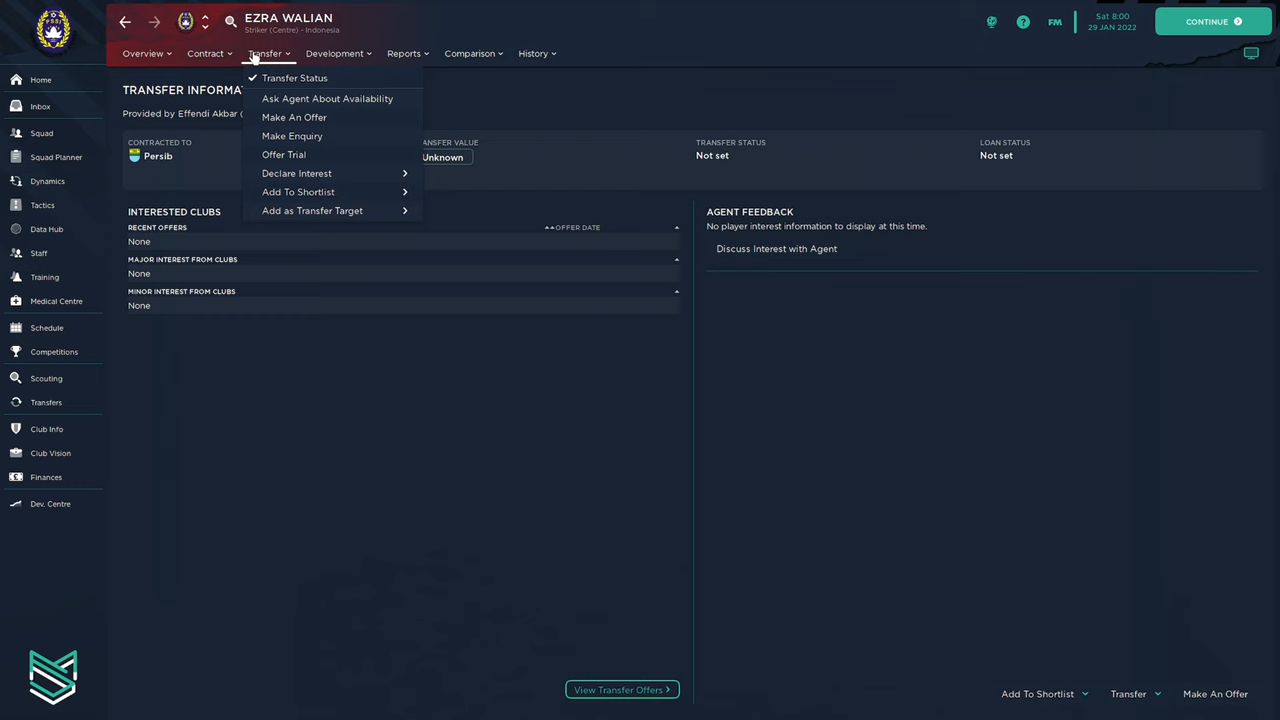 EZRA WALIAN
Striker (Centre) - Indonesia
FM
Sat 8:00
29 JAN 2022
CONTINUE
Overview
Contract
Transfer
Development
Reports
Comparison
History
Home
Inbox
Squad
Squad Planner
Dynamics
Tactics
Data Hub
Staff
Training
Medical Centre
Schedule
Competitions
Scouting
Transfers
Club Info
Club Vision
Finances
Dev. Centre
Transfer Status
Ask Agent About Availability
Make An Offer
Make Enquiry
Offer Trial
Declare Interest
Add To Shortlist
Add as Transfer Target
TRANSFER INFORMA
Provided by Effendi Akbar (
CONTRACTED TO
Persib
ANSFER VALUE
Unknown
TRANSFER STATUS
Not set
LOAN STATUS
Not set
INTERESTED CLUBS
RECENT OFFERS
OFFER DATE
None
MAJOR INTEREST FROM CLUBS
None
MINOR INTEREST FROM CLUBS
None
AGENT FEEDBACK
No player interest information to display at this time.
Discuss Interest with Agent
View Transfer Offers
Add To Shortlist
Transfer
Make An Offer